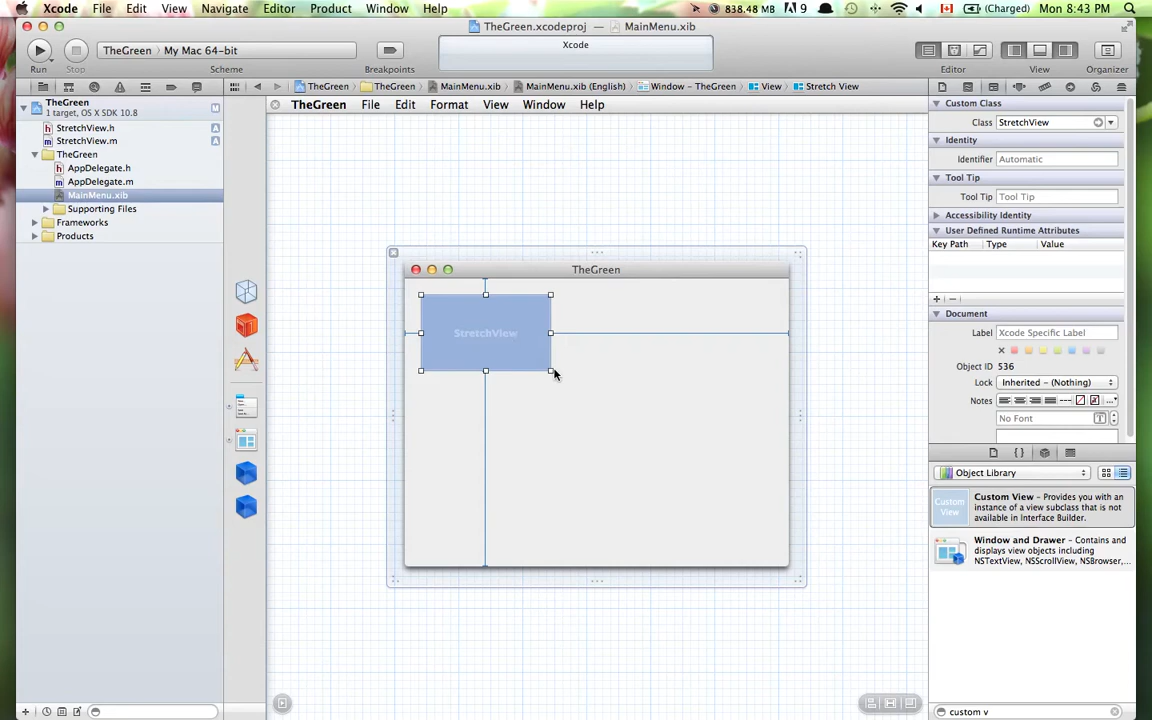 Xcode File Edit View Navigate Editor Product Window Help 838.48 MB 9 (Charged) Mon 8:43 PM
TheGreen.xcodeproj — MainMenu.xib
TheGreen My Mac 64-bit
Xcode
Run Stop Scheme Breakpoints Editor View Organizer
TheGreen TheGreen MainMenu.xib MainMenu.xib (English) Window - TheGreen View Stretch View
TheGreen
1 target, OS X SDK 10.8
M
StretchView.h
A
StretchView.m
A
TheGreen
AppDelegate.h
AppDelegate.m
MainMenu.xib
Supporting Files
Frameworks
Products
TheGreen File Edit Format View Window Help
TheGreen
StretchView
Custom Class
Class StretchView
Identity
Identifier Automatic
Tool Tip
Tool Tip Tool Tip
Accessibility Identity
User Defined Runtime Attributes
Key Path Type Value
Document
Label Xcode Specific Label
Object ID 536
Lock Inherited - (Nothing)
Notes
No Font
Object Library
Custom View
Custom View - Provides you with an instance of a view subclass that is not available in Interface Builder.
Window and Drawer - Contains and displays view objects including NSTextView, NSScrollView, NSBrowser,...
custom v